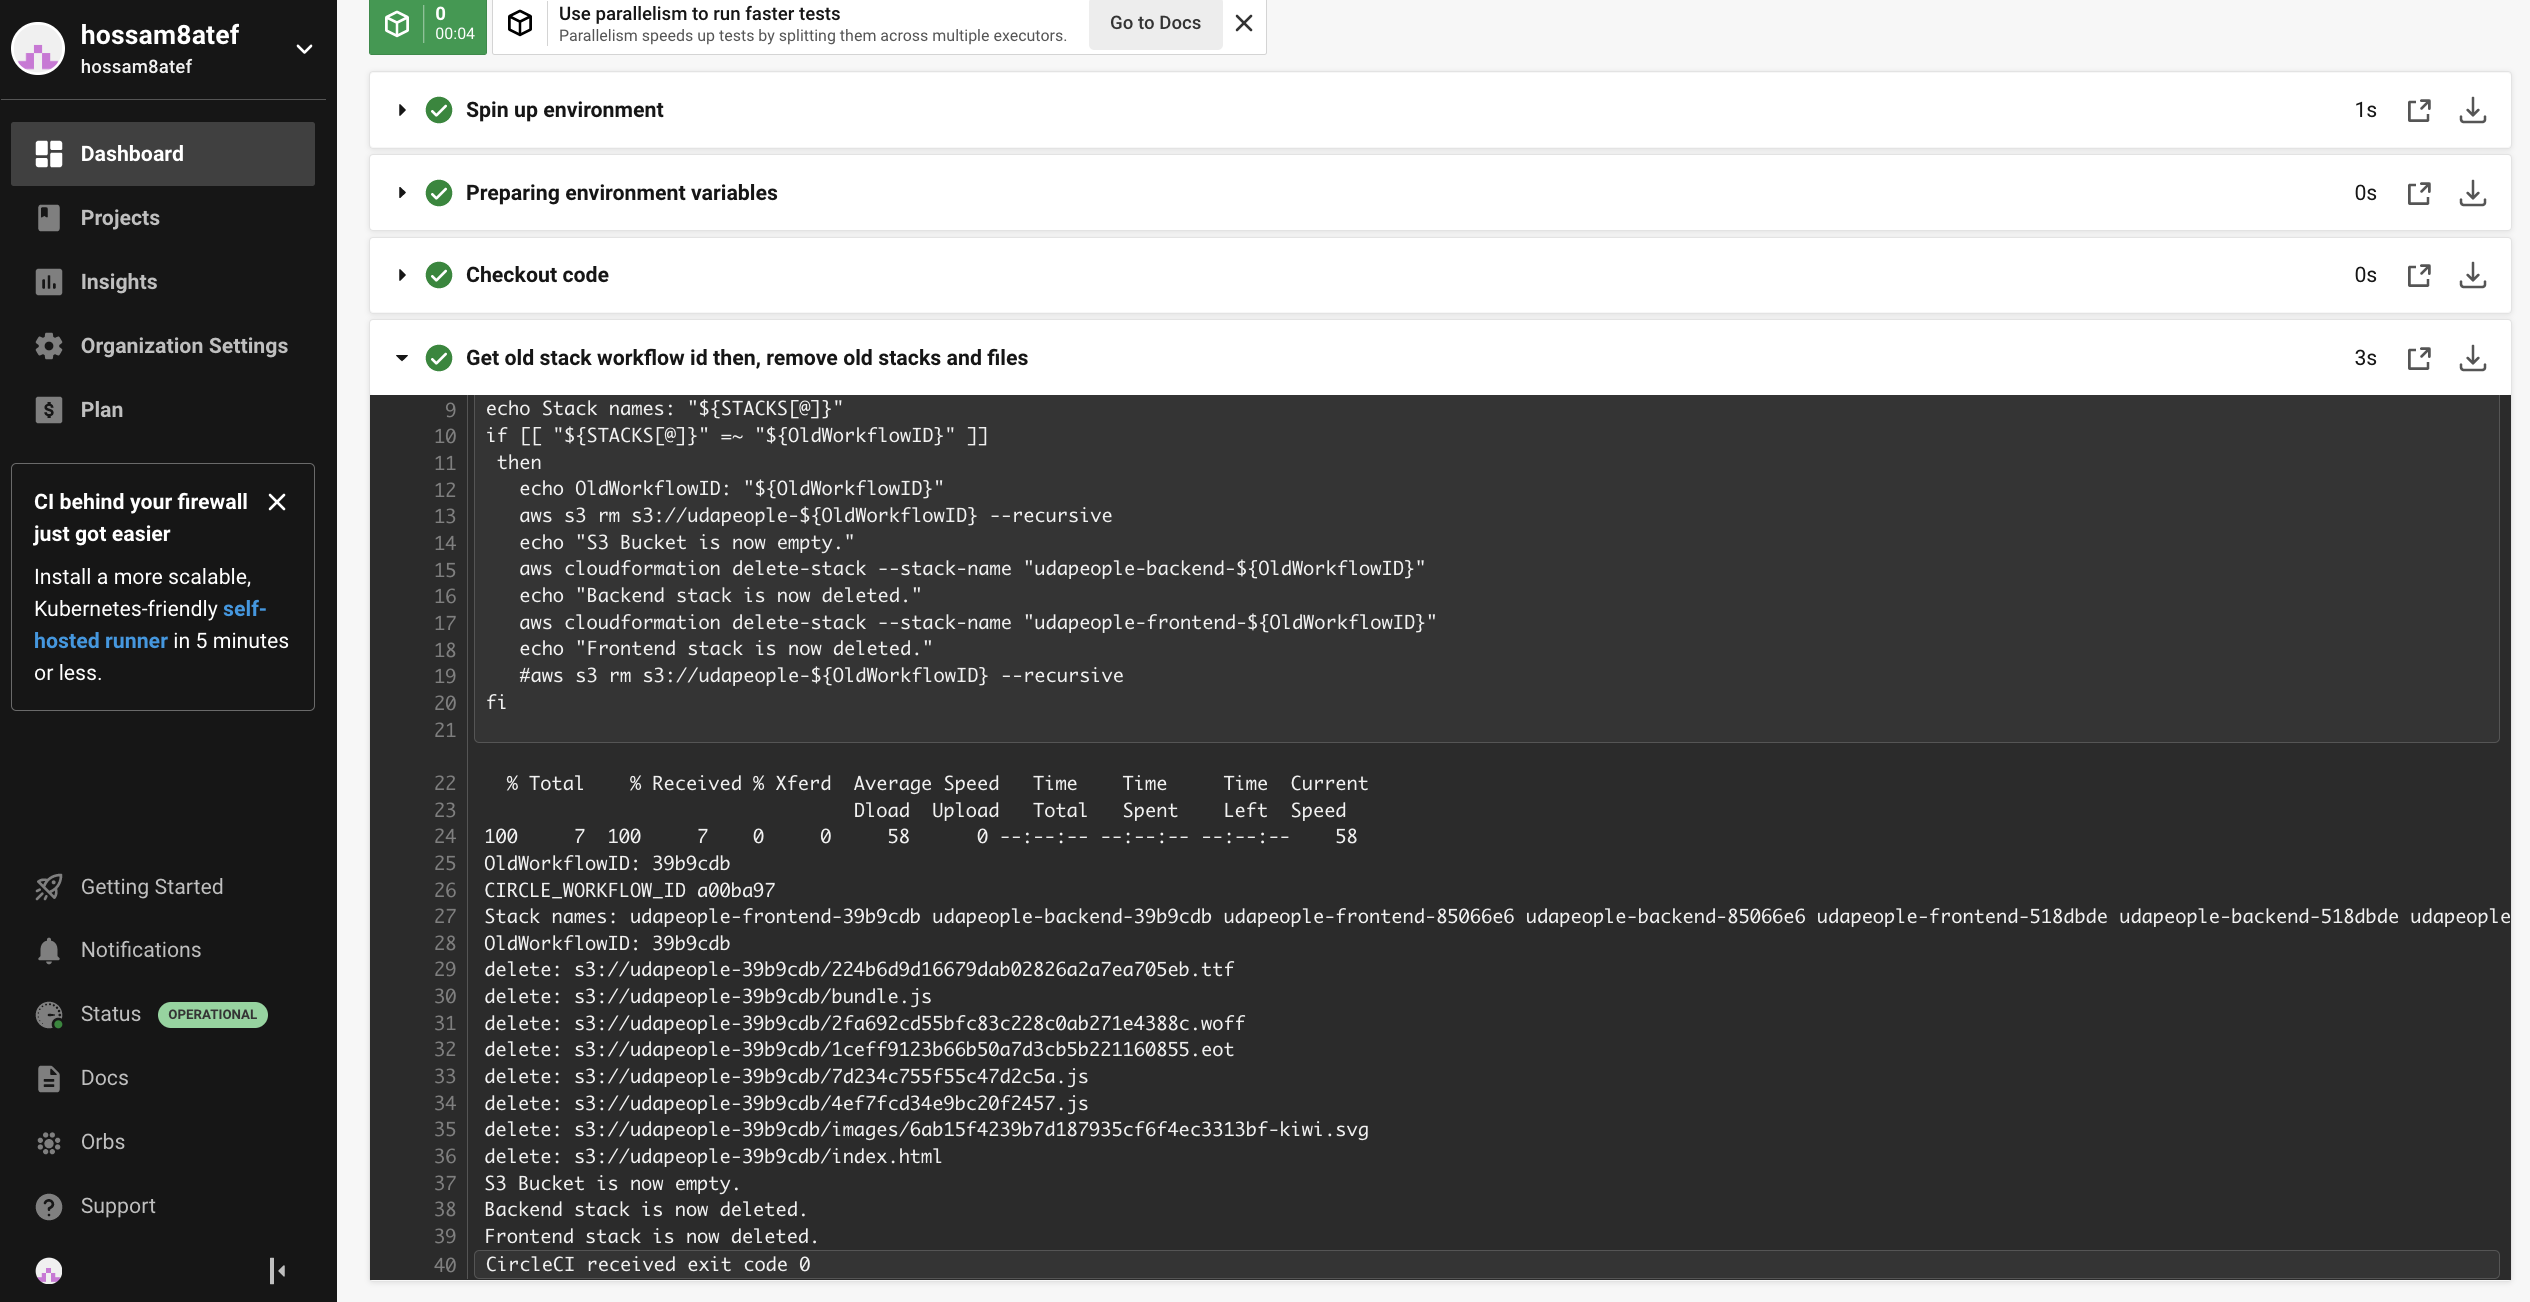 hossam8atef
hossam8atef
Dashboard
Projects
Insights
Organization Settings
Plan
CI behind your firewall
just got easier
Install a more scalable,
Kubernetes-friendly self-
hosted runner in 5 minutes
or less.
Getting Started
Notifications
Status OPERATIONAL
Docs
Orbs
Support
0
00:04
Use parallelism to run faster tests
Parallelism speeds up tests by splitting them across multiple executors.
Go to Docs
Spin up environment 1s
Preparing environment variables 0s
Checkout code 0s
Get old stack workflow id then, remove old stacks and files 3s
9 echo Stack names: "${STACKS[@]}"
10 if [[ "${STACKS[@]}" =~ "${OldWorkflowID}" ]]
11  then
12    echo OldWorkflowID: "${OldWorkflowID}"
13    aws s3 rm s3://udapeople-${OldWorkflowID} --recursive
14    echo "S3 Bucket is now empty."
15    aws cloudformation delete-stack --stack-name "udapeople-backend-${OldWorkflowID}"
16    echo "Backend stack is now deleted."
17    aws cloudformation delete-stack --stack-name "udapeople-frontend-${OldWorkflowID}"
18    echo "Frontend stack is now deleted."
19    #aws s3 rm s3://udapeople-${OldWorkflowID} --recursive
20 fi
21
22   % Total    % Received % Xferd  Average Speed   Time    Time     Time  Current
23                                  Dload  Upload   Total   Spent    Left  Speed
24 100     7  100     7    0     0     58      0 --:--:-- --:--:-- --:--:--    58
25 OldWorkflowID: 39b9cdb
26 CIRCLE_WORKFLOW_ID a00ba97
27 Stack names: udapeople-frontend-39b9cdb udapeople-backend-39b9cdb udapeople-frontend-85066e6 udapeople-backend-85066e6 udapeople-frontend-518dbde udapeople-backend-518dbde udapeople
28 OldWorkflowID: 39b9cdb
29 delete: s3://udapeople-39b9cdb/224b6d9d16679dab02826a2a7ea705eb.ttf
30 delete: s3://udapeople-39b9cdb/bundle.js
31 delete: s3://udapeople-39b9cdb/2fa692cd55bfc83c228c0ab271e4388c.woff
32 delete: s3://udapeople-39b9cdb/1ceff9123b66b50a7d3cb5b221160855.eot
33 delete: s3://udapeople-39b9cdb/7d234c755f55c47d2c5a.js
34 delete: s3://udapeople-39b9cdb/4ef7fcd34e9bc20f2457.js
35 delete: s3://udapeople-39b9cdb/images/6ab15f4239b7d187935cf6f4ec3313bf-kiwi.svg
36 delete: s3://udapeople-39b9cdb/index.html
37 S3 Bucket is now empty.
38 Backend stack is now deleted.
39 Frontend stack is now deleted.
40 CircleCI received exit code 0